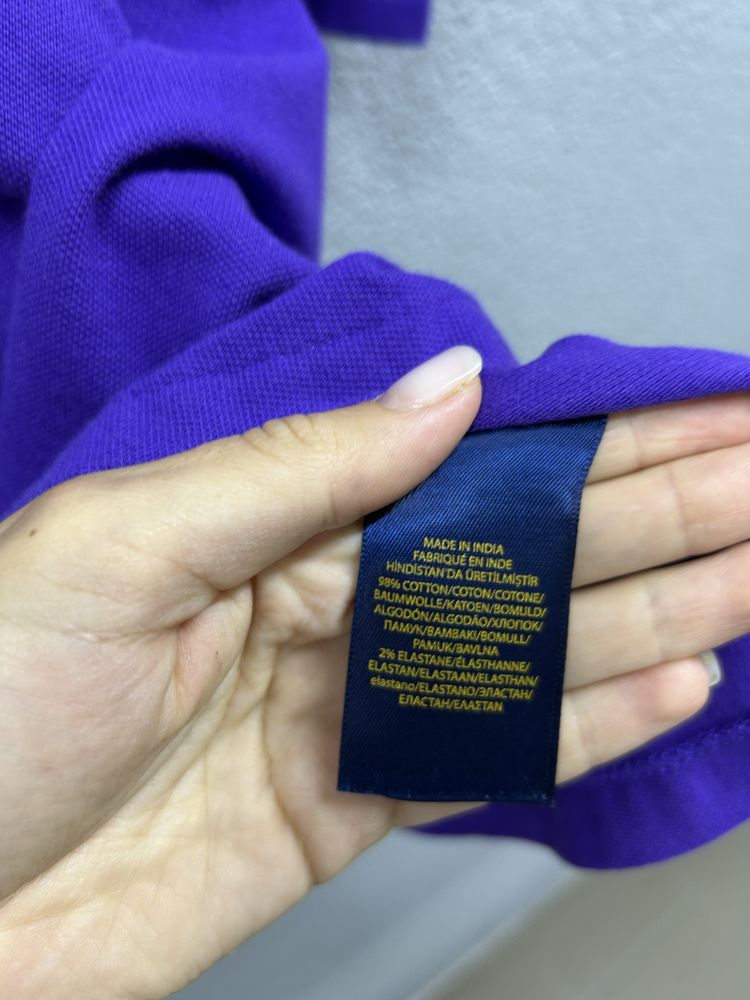 MADE IN INDIA
FABRIQUÉ EN INDE
HİNDİSTAN'DA ÜRETİLMİŞTİR
98% COTTON/COTON/COTONE/
BAUMWOLLE/KATOEN/BOMULD/
ALGODÓN/ALGODÃO/ХЛОПОК/
ПАМУК/ΒΑΜΒΑΚΙ/BOMULL/
PAMUK/BAVLNA
2% ELASTANE/ÉLASTHANNE/
ELASTAN/ELASTAAN/ELASTHAN/
elastano/ELASTANO/ЭЛАСТАН/
ЕЛАСТАН/ΕΛΑΣΤΑΝ